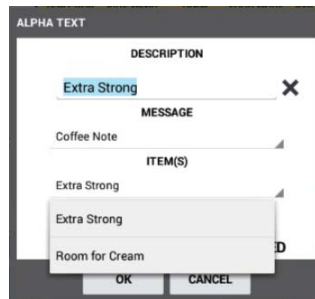 ALPHA TEXT
DESCRIPTION
Extra Strong
MESSAGE
Coffee Note
ITEM(S)
Extra Strong
Extra Strong
Room for Cream
OK CANCEL